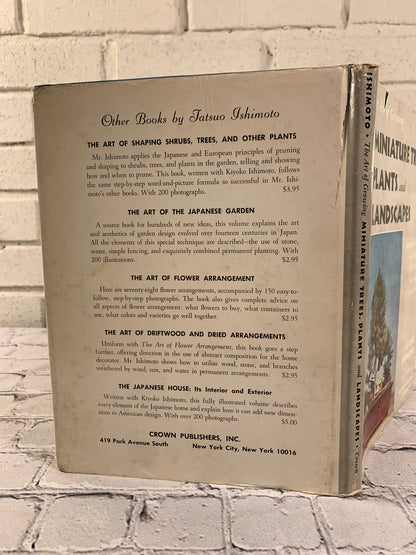 Other Books by Tatsuo Ishimoto
THE ART OF SHAPING SHRUBS, TREES, AND OTHER PLANTS
Mr. Ishimoto applies the Japanese and European principles of pruning
and shaping to shrubs, trees, and plants in the garden, telling and showing
how and when to prune. This book, written with Kiyoko Ishimoto, follows
the same step-by-step word-and-picture formula so successful in Mr. Ishi-
moto's other books. With 200 photographs. $3.95
THE ART OF THE JAPANESE GARDEN
A source book for hundreds of new ideas, this volume explains the art
and aesthetics of garden design evolved over fourteen centuries in Japan.
All the elements of this special technique are described—the use of stone,
water, simple fencing, and exquisitely combined permanent planting. With
200 illustrations. $2.95
THE ART OF FLOWER ARRANGEMENT
Here are seventy-eight flower arrangements, accompanied by 150 easy-to-
follow, step-by-step photographs. The book also gives complete advice on
all aspects of flower arrangement: what flowers to buy, what containers to
use, what colors and varieties go well together. $2.95
THE ART OF DRIFTWOOD AND DRIED ARRANGEMENTS
Uniform with The Art of Flower Arrangement, this book goes a step
further, offering direction in the use of abstract composition for the home
decorator. Mr. Ishimoto shows how to utilize wood, stone, and branches
weathered by wind, sun, and water in permanent arrangements. $2.95
THE JAPANESE HOUSE: Its Interior and Exterior
Written with Kiyoko Ishimoto, this fully illustrated volume describes
every element of the Japanese home and explain how it can add new dimen-
sions to American design. With over 200 photographs. $5.00
CROWN PUBLISHERS, INC.
419 Park Avenue South New York City, New York 10016
ISHIMOTO • The Art of Growing MINIATURE TREES, PLANTS and LANDSCAPES • Crown
MINIATURE TR
PLANTS and
LANDSCAPES